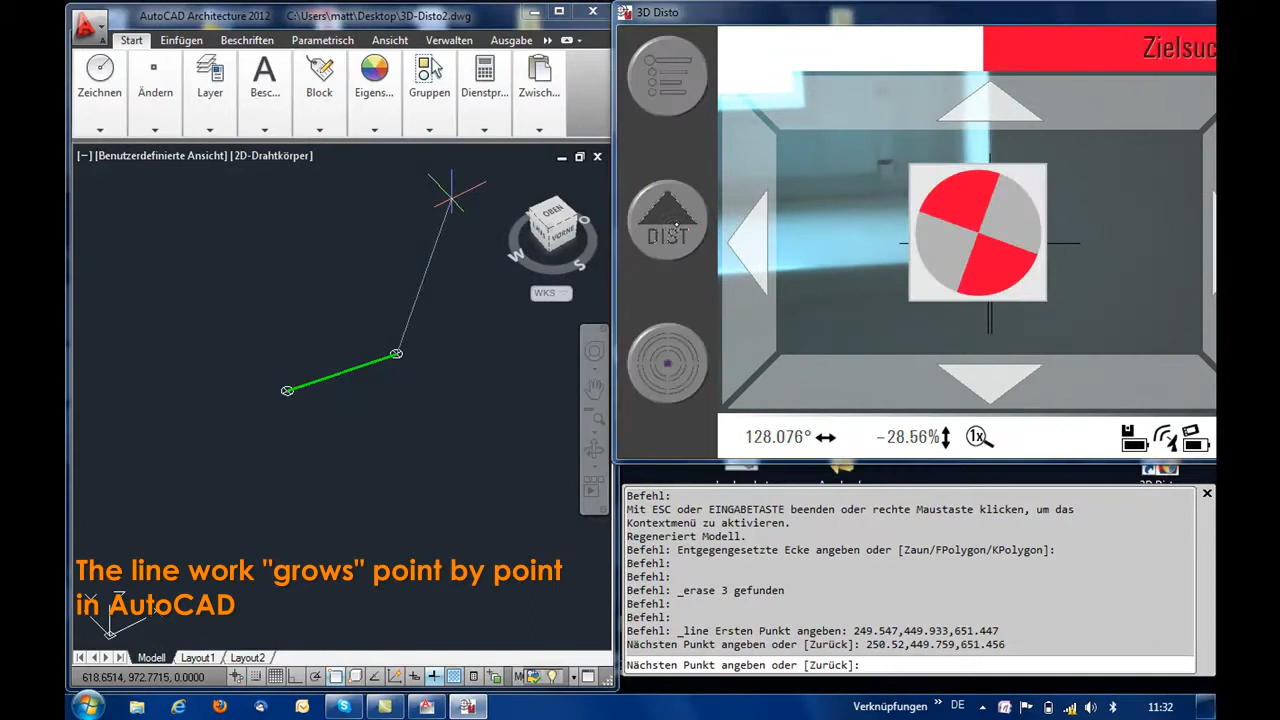 AutoCAD Architecture 2012 C:\Users\matt\Desktop\3D-Disto2.dwg
Start Einfügen Beschriften Parametrisch Ansicht Verwalten Ausgabe
Zeichnen Ändern Layer Besc... Block Eigens... Gruppen Dienstpr... Zwisch...
[−] [Benutzerdefinierte Ansicht] [2D-Drahtkörper]
OBEN
VORNE
W
S
O
WKS
The line work "grows" point by point
in AutoCAD
Z
Modell Layout1 Layout2
618.6514, 972.7715, 0.0000
3D Disto
Zielsuc
DIST
128.076° −28.56% 1x
Befehl:
Mit ESC oder EINGABETASTE beenden oder rechte Maustaste klicken, um das
Kontextmenü zu aktivieren.
Regeneriert Modell.
Befehl: Entgegengesetzte Ecke angeben oder [Zaun/FPolygon/KPolygon]:
Befehl:
Befehl:
Befehl: _erase 3 gefunden
Befehl:
Befehl:
Befehl: _line Ersten Punkt angeben: 249.547,449.933,651.447
Nächsten Punkt angeben oder [Zurück]: 250.52,449.759,651.456
Nächsten Punkt angeben oder [Zurück]:
Verknüpfungen » DE 11:32